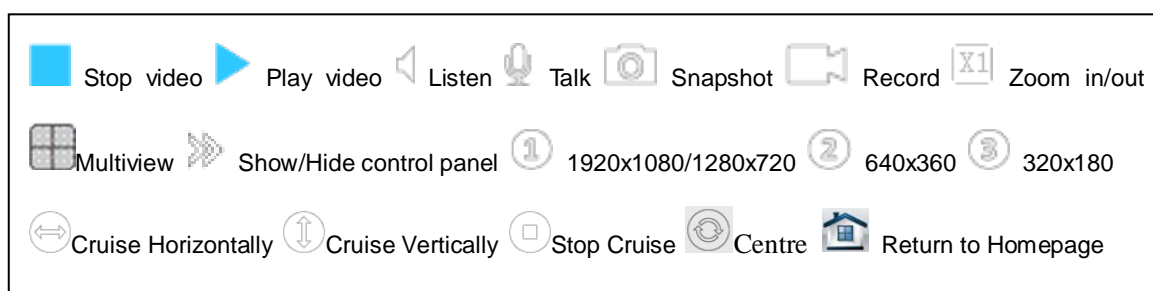 Stop video Play video Listen Talk Snapshot Record X1 Zoom in/out
Multiview Show/Hide control panel 1 1920x1080/1280x720 2 640x360 3 320x180
Cruise Horizontally Cruise Vertically Stop Cruise Centre Return to Homepage